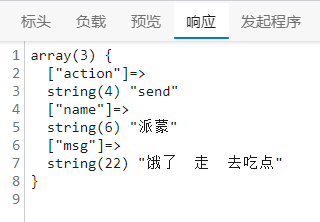 标头 负载 预览 响应 发起程序
1 array(3) {
2   ["action"]=>
3   string(4) "send"
4   ["name"]=>
5   string(6) "派蒙"
6   ["msg"]=>
7   string(22) "饿了  走  去吃点"
8 }
9